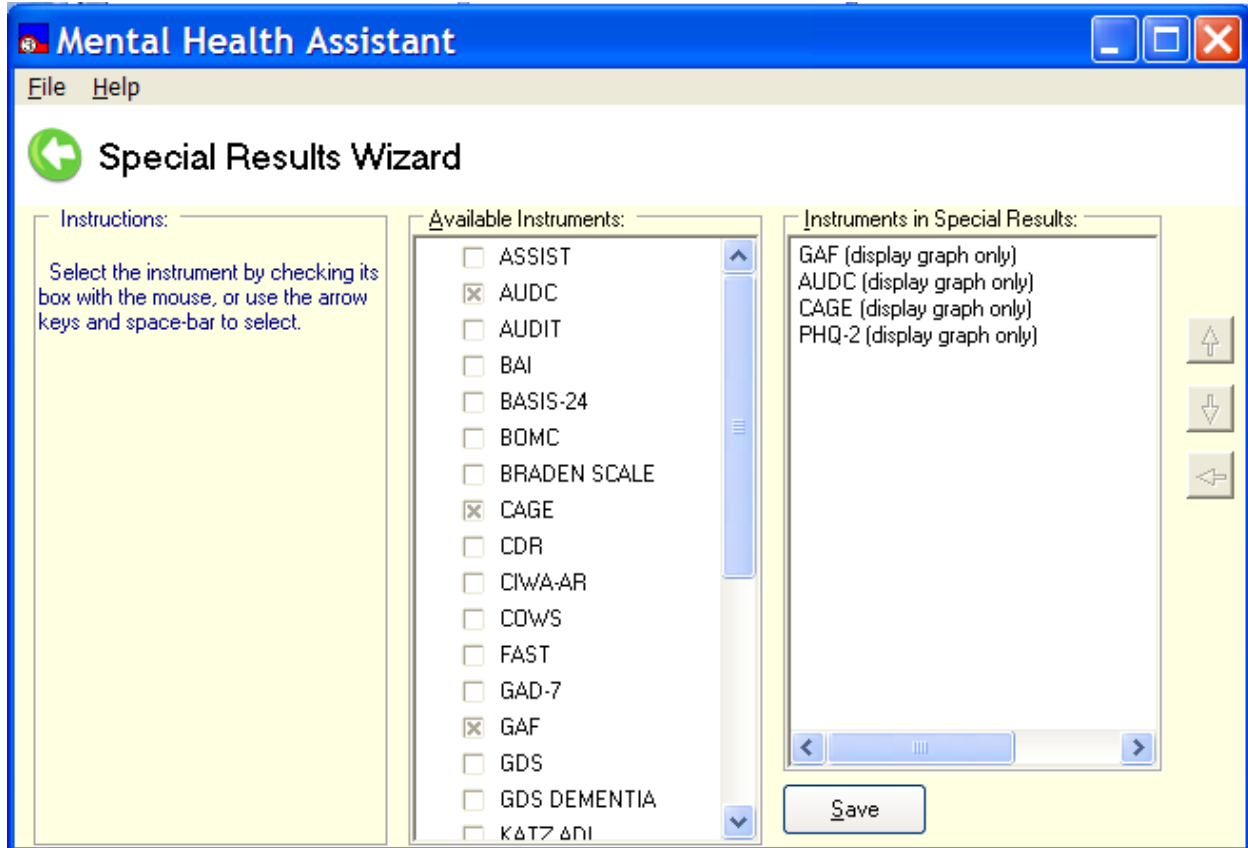 Mental Health Assistant
File Help
Special Results Wizard
Instructions:
Select the instrument by checking its
box with the mouse, or use the arrow
keys and space-bar to select.
Available Instruments:
ASSIST
AUDC
AUDIT
BAI
BASIS-24
BOMC
BRADEN SCALE
CAGE
CDR
CIWA-AR
COWS
FAST
GAD-7
GAF
GDS
GDS DEMENTIA
KATZ ADL
Instruments in Special Results:
GAF (display graph only)
AUDC (display graph only)
CAGE (display graph only)
PHQ-2 (display graph only)
Save